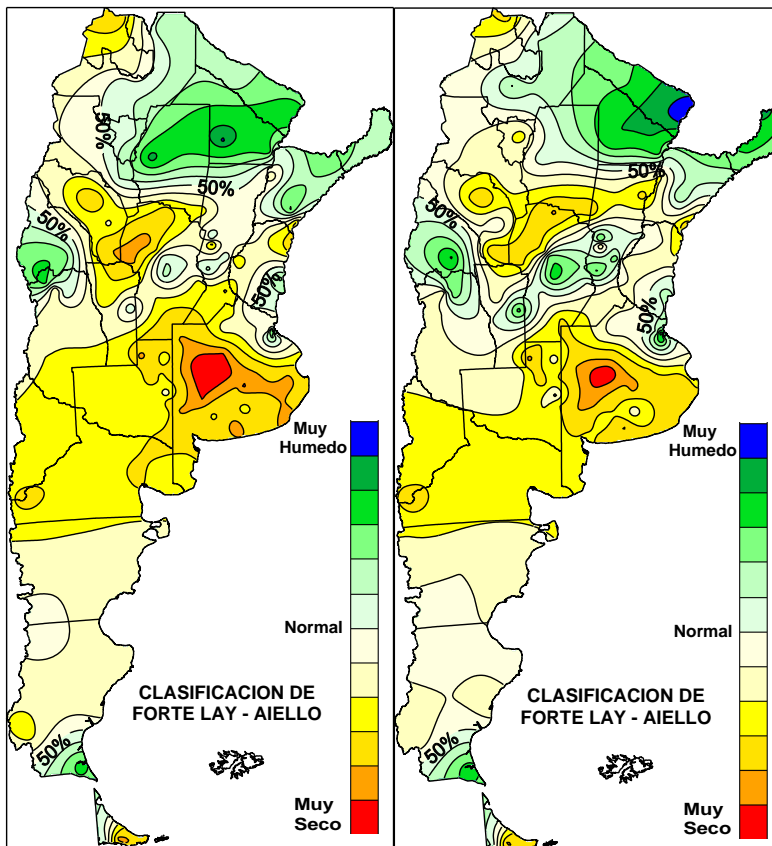 50%
50%
50%
50%
Muy
Humedo
Normal
CLASIFICACION DE
FORTE LAY - AIELLO
50%
Muy
Seco
50%
50%
50%
Muy
Humedo
Normal
CLASIFICACION DE
FORTE LAY - AIELLO
50%
Muy
Seco